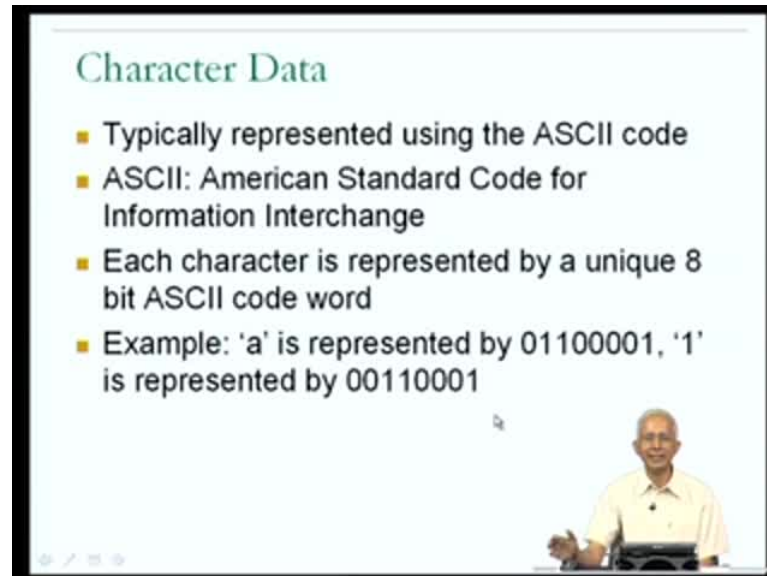 Character Data
Typically represented using the ASCII code
ASCII: American Standard Code for
Information Interchange
Each character is represented by a unique 8
bit ASCII code word
Example: ‘a’ is represented by 01100001, ‘1’
is represented by 00110001